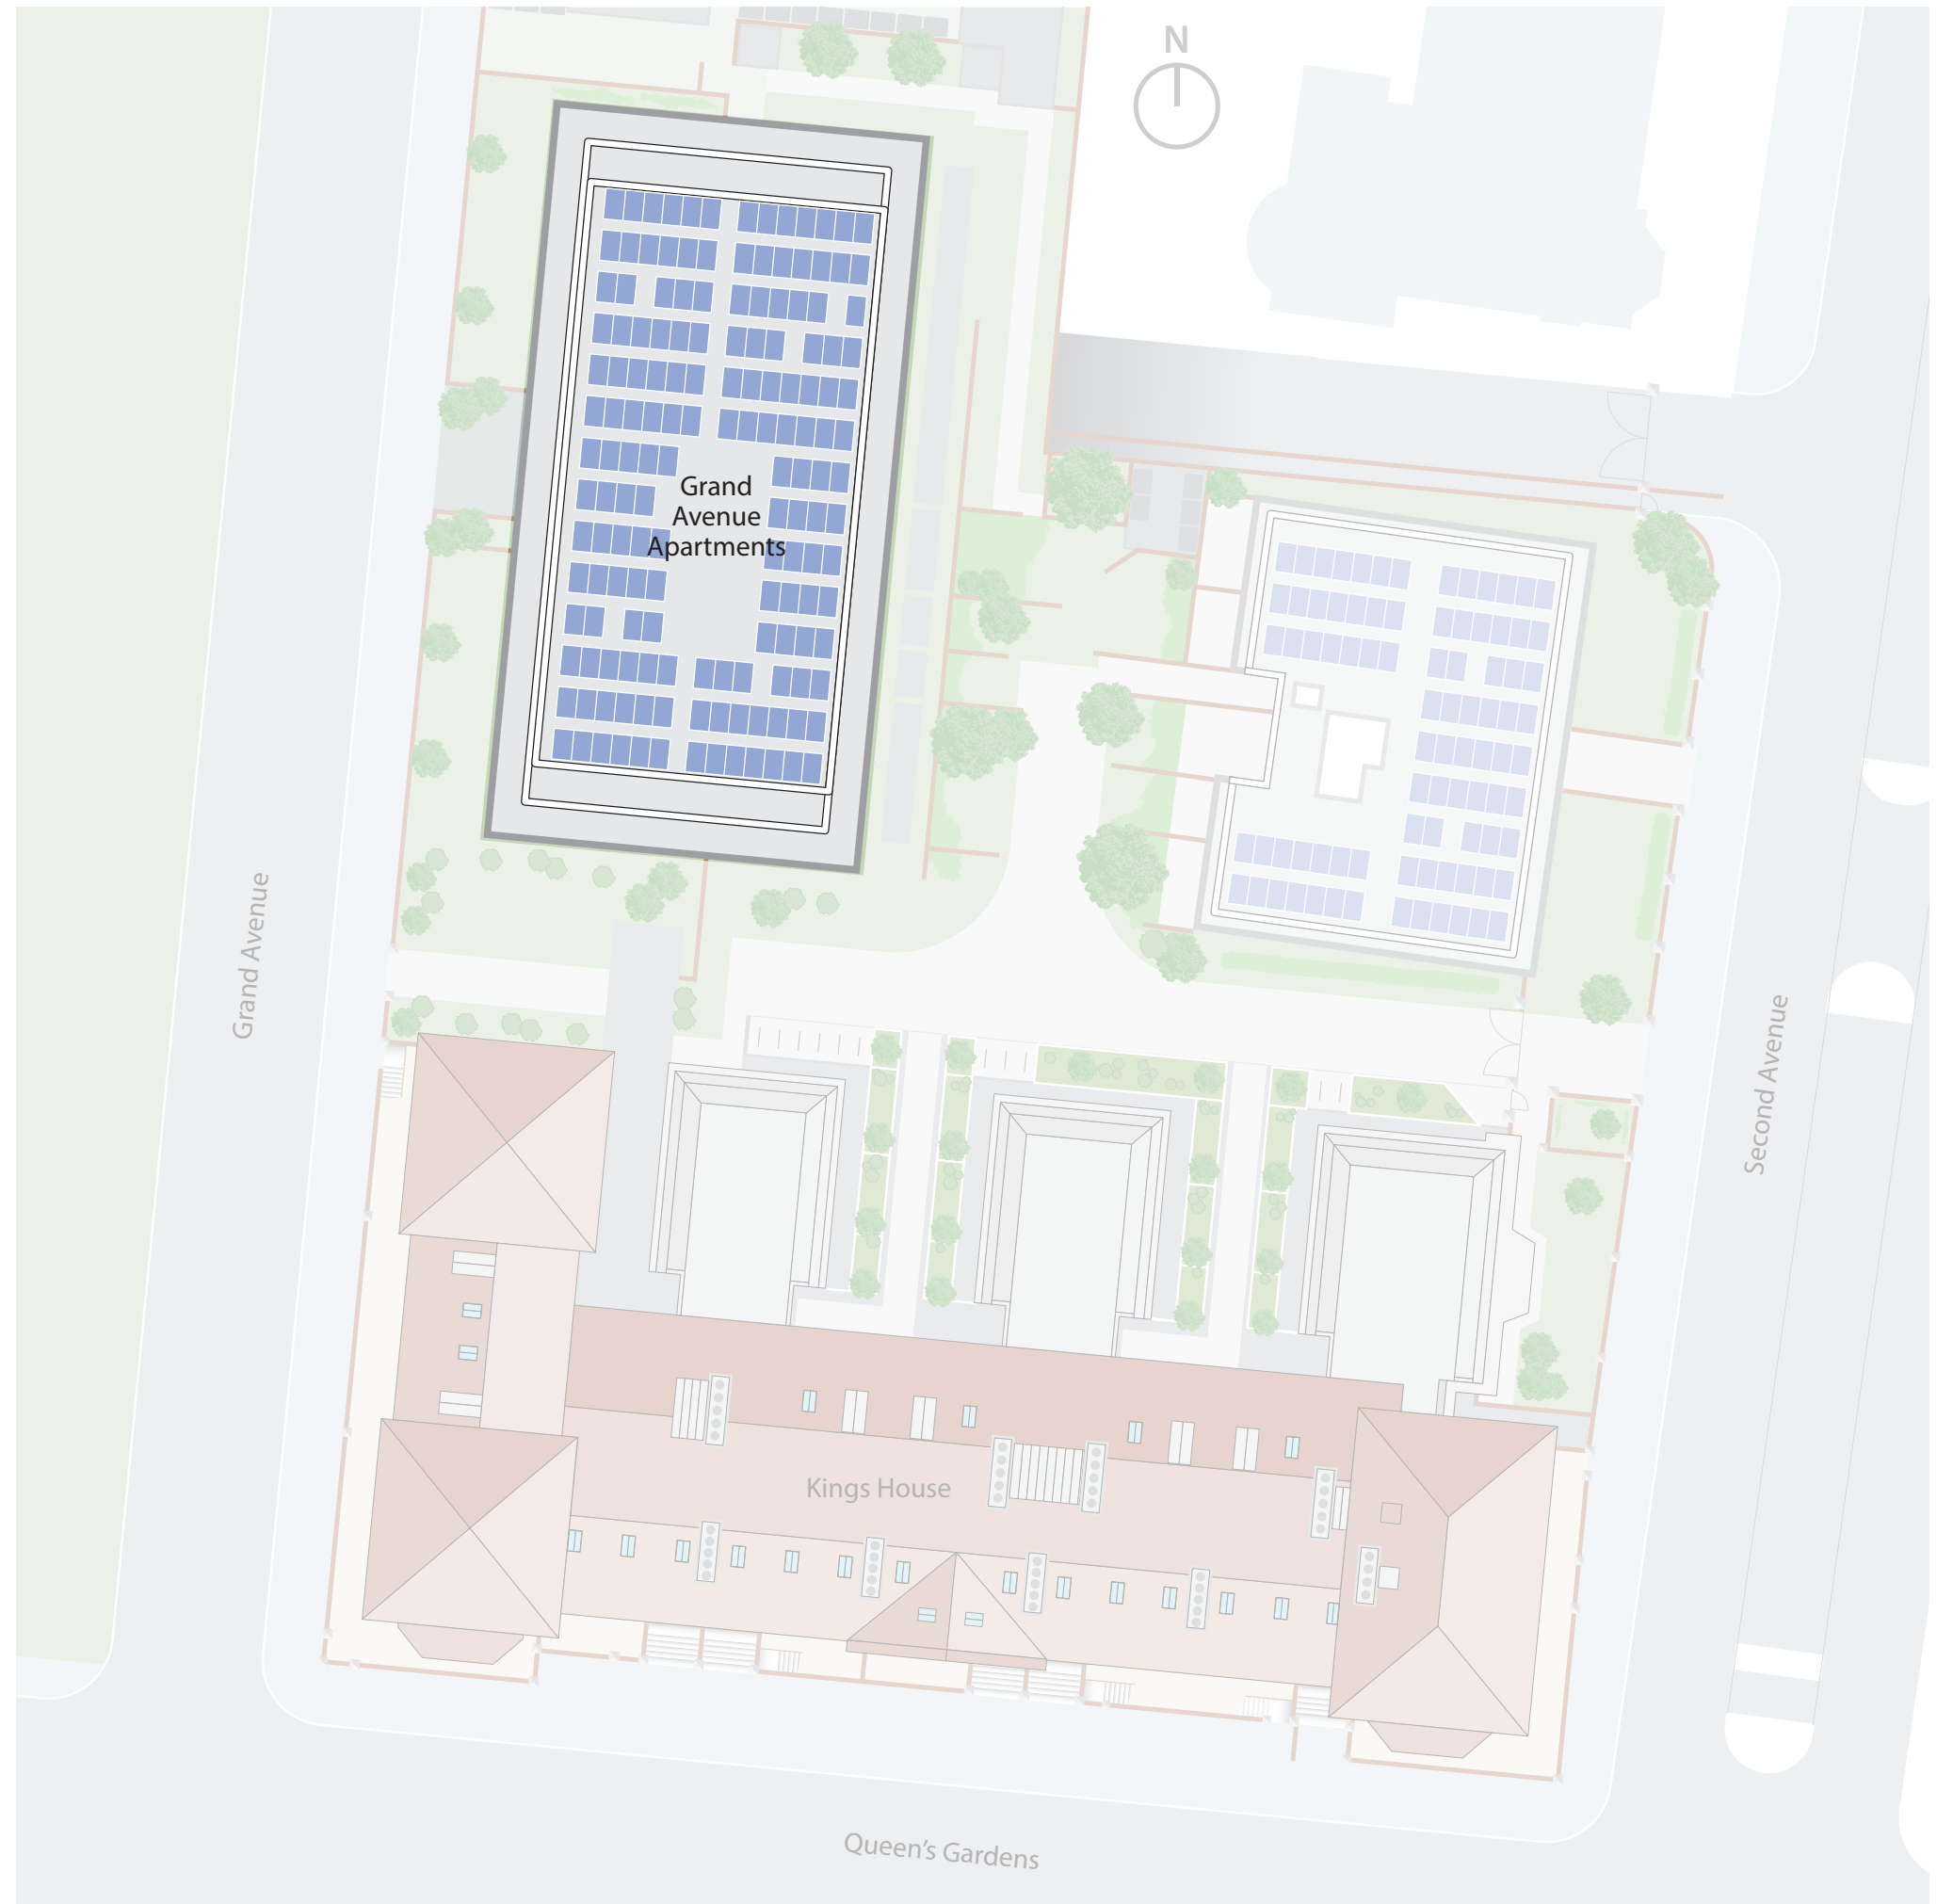 N
Grand
Avenue
Apartments
Grand Avenue
Second Avenue
Kings House
Queen's Gardens